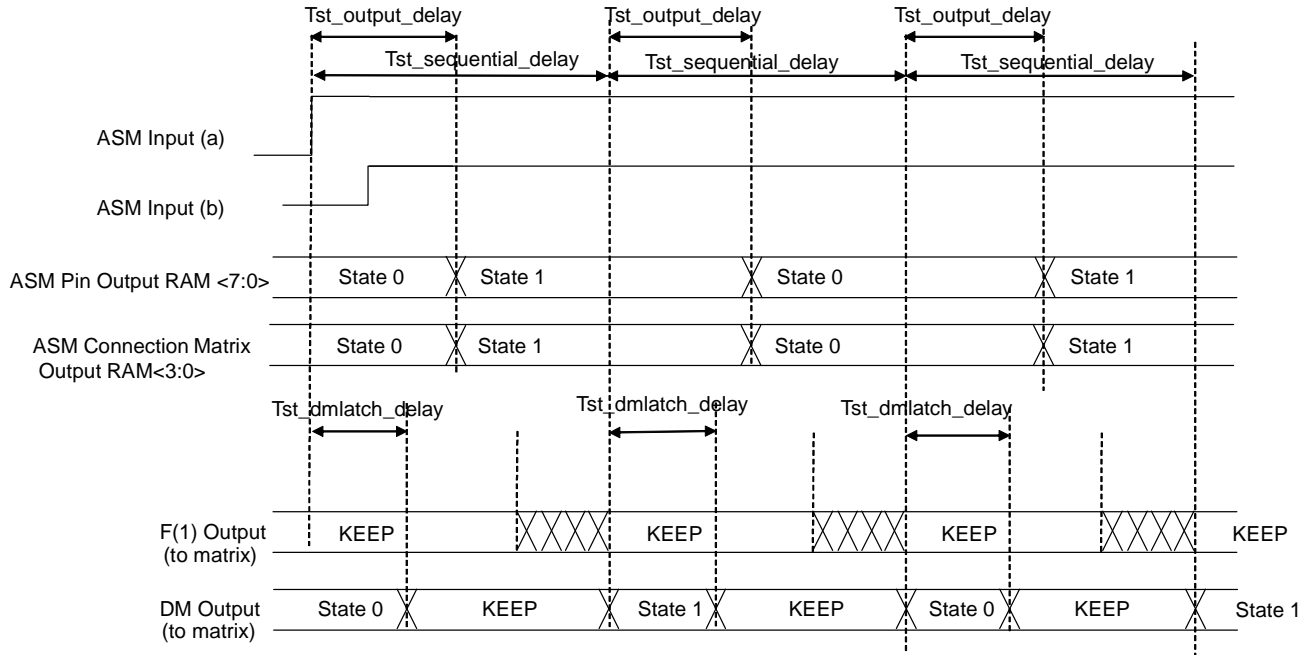 Tst_output_delay Tst_output_delay Tst_output_delay
Tst_sequential_delay Tst_sequential_delay Tst_sequential_delay
ASM Input (a)
ASM Input (b)
ASM Pin Output RAM <7:0> State 0 State 1 State 0 State 1
ASM Connection Matrix
Output RAM<3:0>
State 0 State 1 State 0 State 1
Tst_dmlatch_delay Tst_dmlatch_delay Tst_dmlatch_delay
F(1) Output
(to matrix)
KEEP KEEP KEEP KEEP
DM Output
(to matrix)
State 0 KEEP State 1 KEEP State 0 KEEP State 1